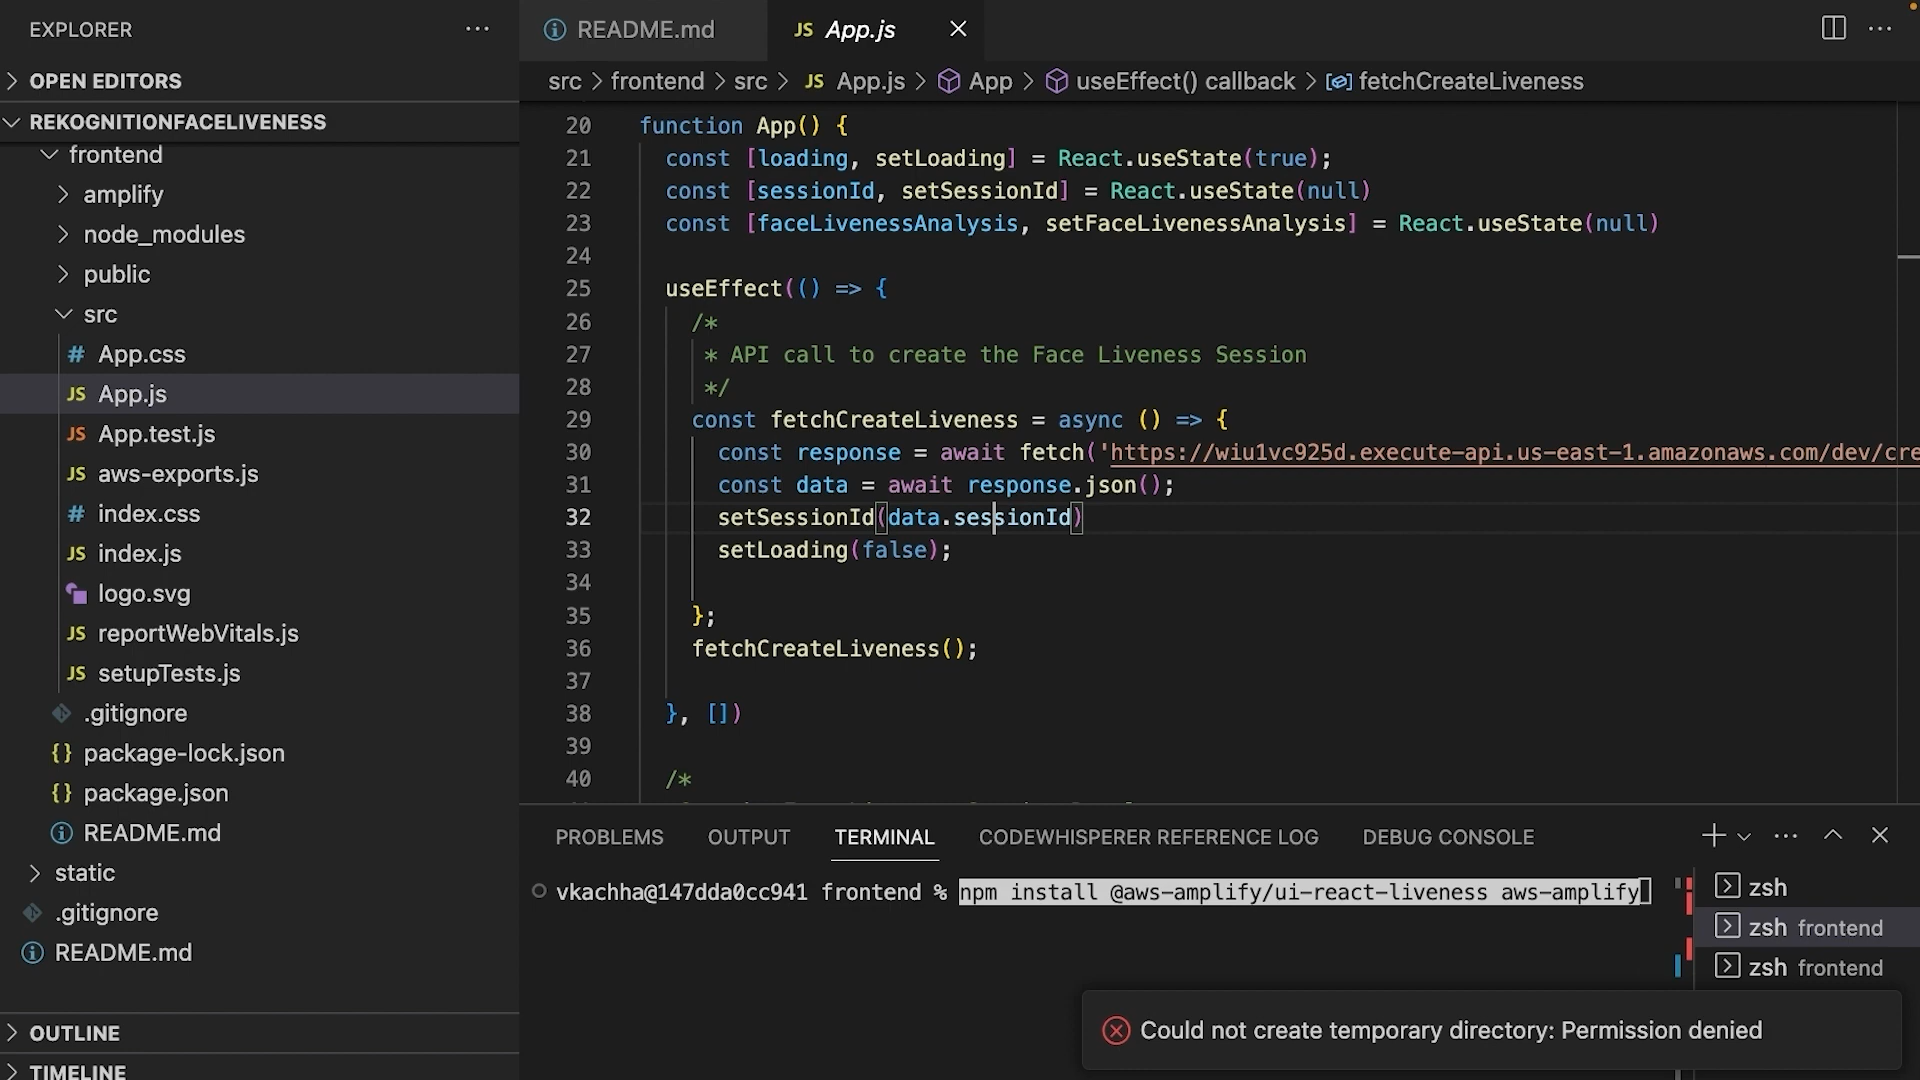 EXPLORER
OPEN EDITORS
REKOGNITIONFACELIVENESS
frontend
amplify
node_modules
public
src
# App.css
JS App.js
JS App.test.js
JS aws-exports.js
# index.css
JS index.js
logo.svg
JS reportWebVitals.js
JS setupTests.js
.gitignore
{} package-lock.json
{} package.json
README.md
static
.gitignore
README.md
OUTLINE
TIMELINE
README.md
JS App.js
src > frontend > src > JS App.js > App > useEffect() callback > fetchCreateLiveness
20 function App() {
21 const [loading, setLoading] = React.useState(true);
22 const [sessionId, setSessionId] = React.useState(null)
23 const [faceLivenessAnalysis, setFaceLivenessAnalysis] = React.useState(null)
24
25 useEffect(() => {
26 /*
27 * API call to create the Face Liveness Session
28 */
29 const fetchCreateLiveness = async () => {
30 const response = await fetch('https://wiu1vc925d.execute-api.us-east-1.amazonaws.com/dev/cre
31 const data = await response.json();
32 setSessionId(data.sessionId)
33 setLoading(false);
34
35 };
36 fetchCreateLiveness();
37
38 }, [])
39
40 /*
PROBLEMS OUTPUT TERMINAL CODEWHISPERER REFERENCE LOG DEBUG CONSOLE
vkachha@147dda0cc941 frontend % npm install @aws-amplify/ui-react-liveness aws-amplify
zsh
zsh frontend
zsh frontend
Could not create temporary directory: Permission denied